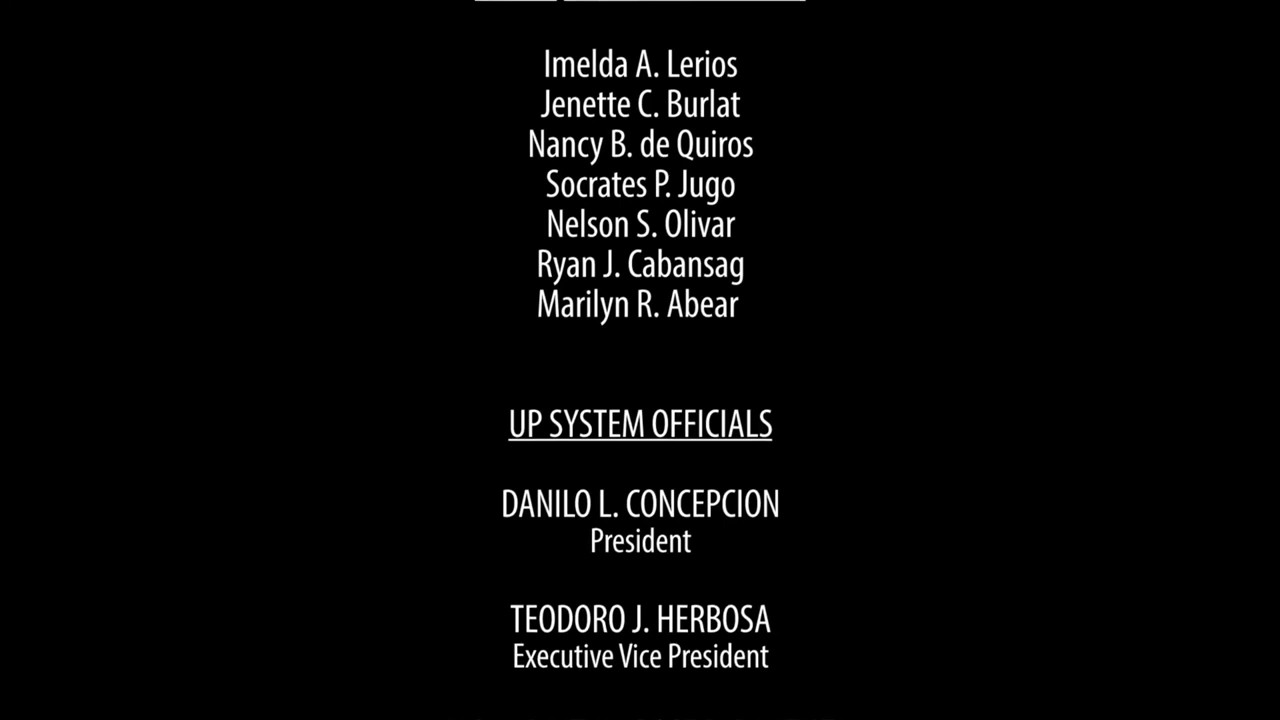 Imelda A. Lerios
Jenette C. Burlat
Nancy B. de Quiros
Socrates P. Jugo
Nelson S. Olivar
Ryan J. Cabansag
Marilyn R. Abear
UP SYSTEM OFFICIALS
DANILO L. CONCEPCION
President
TEODORO J. HERBOSA
Executive Vice President